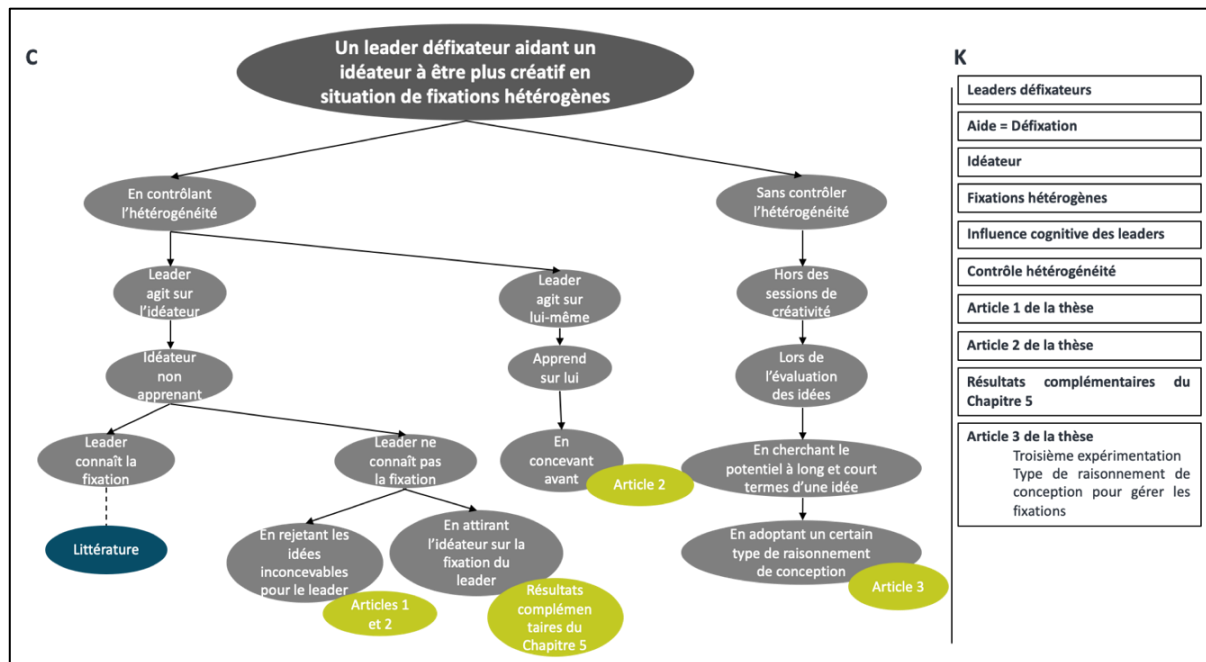 C
Un leader défixateur aidant un
idéateur à être plus créatif en
situation de fixations hétérogènes
En contrôlant
l'hétérogénéité
Sans contrôler
l'hétérogénéité
Leader
agit sur
l'idéateur
Leader
agit sur
lui-même
Hors des
sessions de
créativité
Idéateur
non
apprenant
Apprend
sur lui
Lors de
l'évaluation
des idées
Leader
connaît la
fixation
Leader ne
connaît pas
la fixation
En
concevant
avant
Article 2
En cherchant le
potentiel à long et court
termes d'une idée
Littérature
En rejetant les
idées
inconcevables
pour le leader
Articles 1
et 2
En attirant
l'idéateur sur la
fixation du
leader
Résultats
complémen
taires du
Chapitre 5
En adoptant un certain
type de raisonnement
de conception
Article 3
K
Leaders défixateurs
Aide = Défixation
Idéateur
Fixations hétérogènes
Influence cognitive des leaders
Contrôle hétérogénéité
Article 1 de la thèse
Article 2 de la thèse
Résultats complémentaires du
Chapitre 5
Article 3 de la thèse
Troisième expérimentation
Type de raisonnement de
conception pour gérer les
fixations